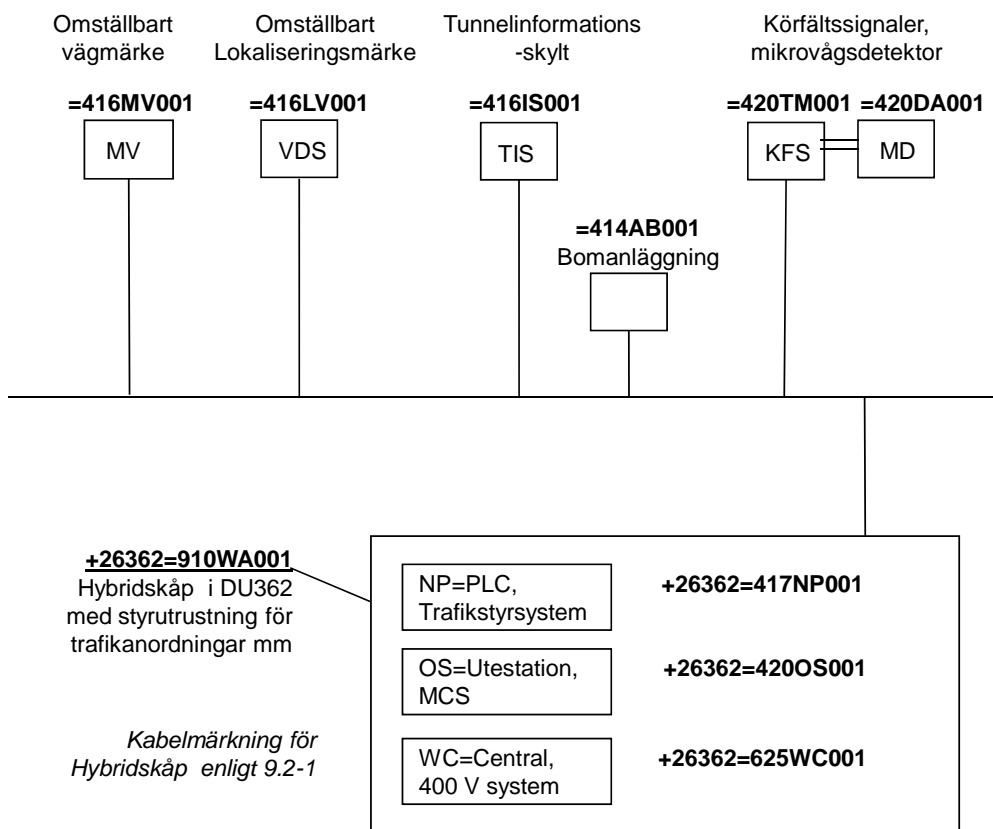 Omställbart
vägmärke
Omställbart
Lokaliseringsmärke
Tunnelinformations
-skylt
Körfältssignaler,
mikrovågsdetektor
=416MV001
=416LV001
=416IS001
=420TM001 =420DA001
MV
VDS
TIS
KFS
MD
=414AB001
Bomanläggning
+26362=910WA001
Hybridskåp i DU362
med styrutrustning för
trafikanordningar mm
Kabelmärkning för
Hybridskåp enligt 9.2-1
NP=PLC,
Trafikstyrsystem
+26362=417NP001
OS=Utestation,
MCS
+26362=420OS001
WC=Central,
400 V system
+26362=625WC001